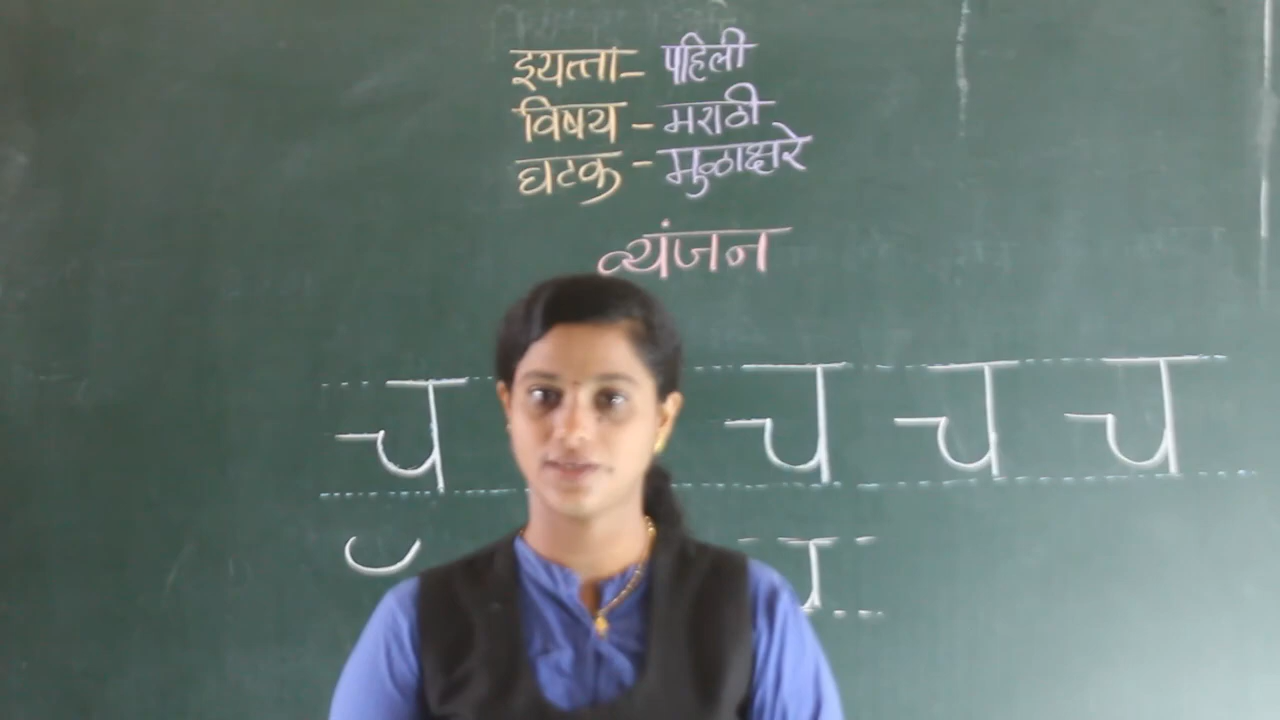 इयत्ता - पहिली
विषय - मराठी
घटक - मुळाक्षरे
व्यंजन
च च च च